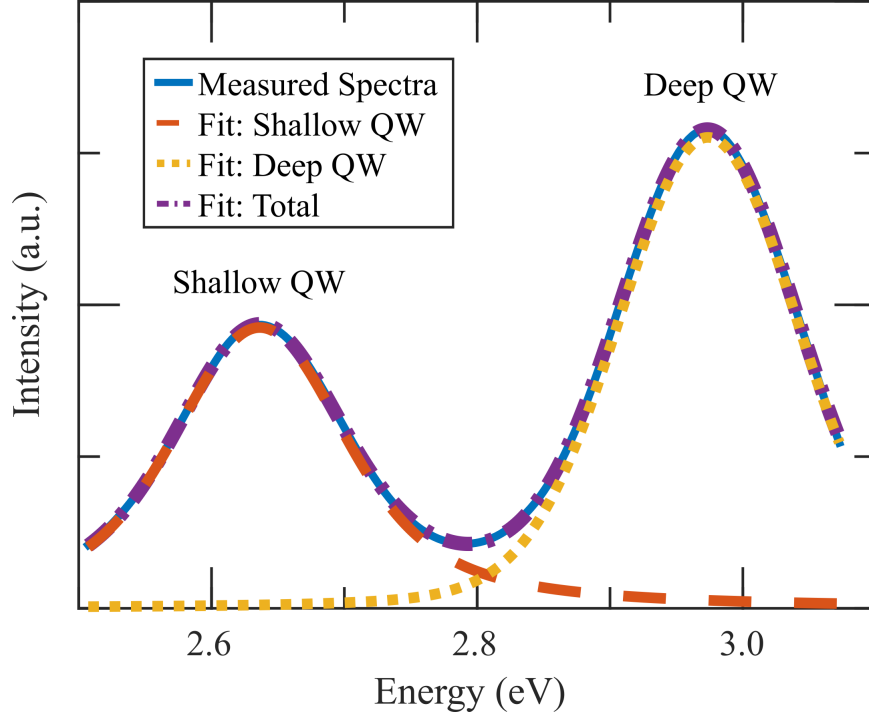 Measured Spectra
Fit: Shallow QW
Fit: Deep QW
Fit: Total
Deep QW
Shallow QW
Intensity (a.u.)
2.6
2.8
3.0
Energy (eV)